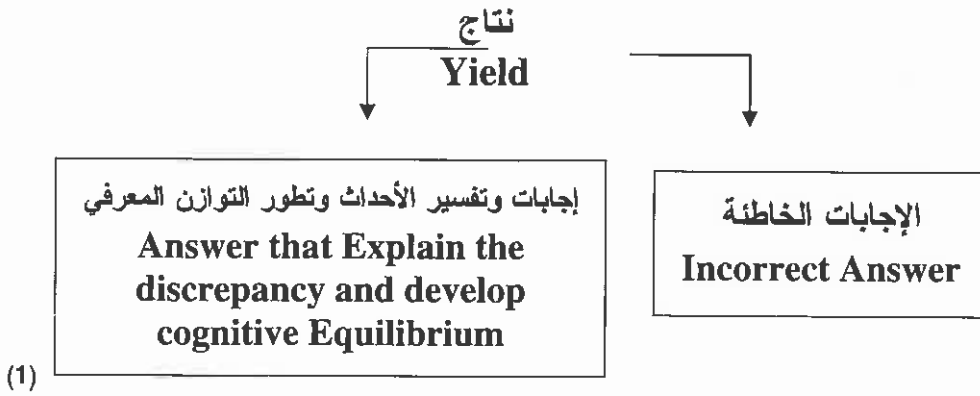 نتاج
Yield
إجابات وتفسير الأحداث وتطور التوازن المعرفي
Answer that Explain the
discrepancy and develop
cognitive Equilibrium
الإجابات الخاطئة
Incorrect Answer
(1)